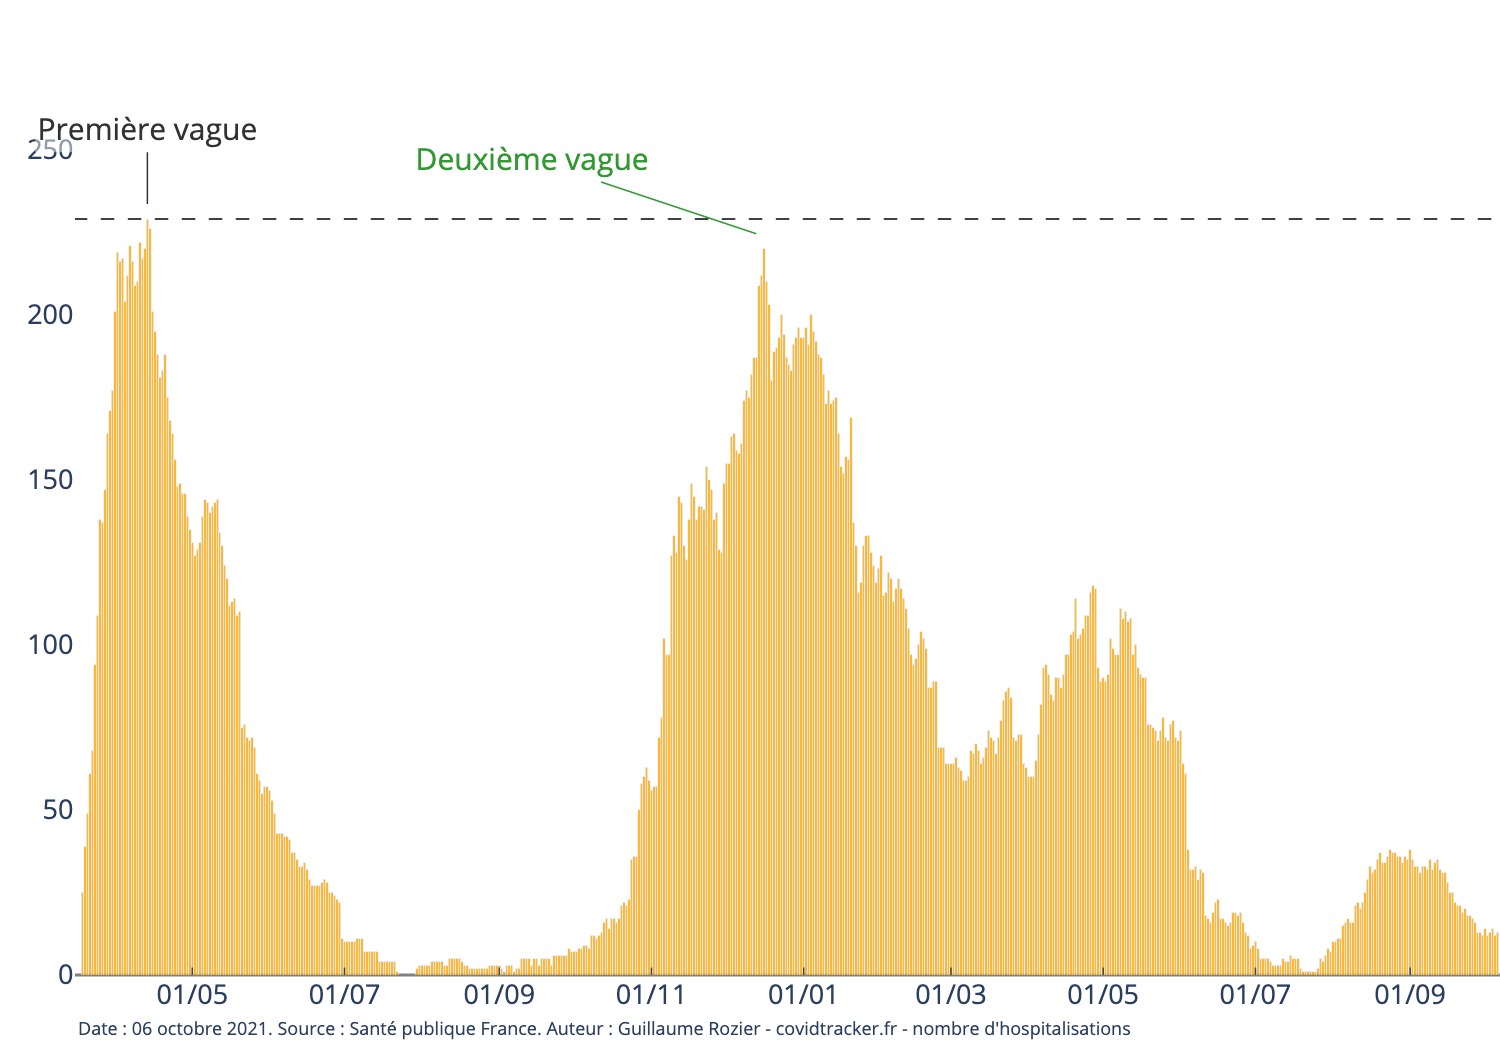 Première vague
250
Deuxième vague
200
150
100
50
0
01/05 01/07 01/09 01/11 01/01 01/03 01/05 01/07 01/09
Date : 06 octobre 2021. Source : Santé publique France. Auteur : Guillaume Rozier - covidtracker.fr - nombre d'hospitalisations